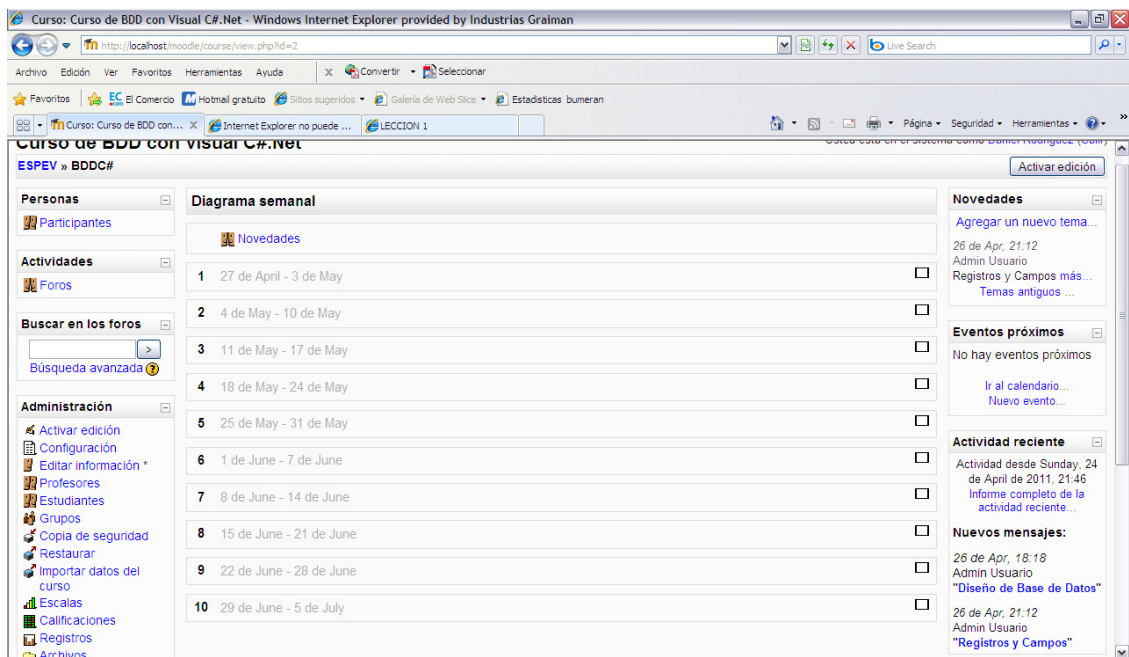 Curso: Curso de BDD con Visual C#.Net - Windows Internet Explorer provided by Industrias Graiman
http://localhost/moodle/course/view.php?id=2
Live Search
Archivo Edición Ver Favoritos Herramientas Ayuda x Convertir Seleccionar
Favoritos EC .com El Comercio Hotmail gratuito Sitios sugeridos Galería de Web Slice Estadisticas bumeran
Curso: Curso de BDD con... X Internet Explorer no puede ... LECCION 1
Página Seguridad Herramientas »
Curso de BDD con Visual C#.Net
Usted está en el sistema como Daniel Rodriguez (Salir)
ESPEV » BDDC#
Activar edición
Personas
Participantes
Actividades
Foros
Buscar en los foros
>
Búsqueda avanzada ?
Administración
Activar edición
Configuración
Editar información *
Profesores
Estudiantes
Grupos
Copia de seguridad
Restaurar
Importar datos del
curso
Escalas
Calificaciones
Registros
Archivos
Diagrama semanal
Novedades
1 27 de April - 3 de May
2 4 de May - 10 de May
3 11 de May - 17 de May
4 18 de May - 24 de May
5 25 de May - 31 de May
6 1 de June - 7 de June
7 8 de June - 14 de June
8 15 de June - 21 de June
9 22 de June - 28 de June
10 29 de June - 5 de July
Novedades
Agregar un nuevo tema...
26 de Apr, 21:12
Admin Usuario
Registros y Campos más...
Temas antiguos ...
Eventos próximos
No hay eventos próximos
Ir al calendario...
Nuevo evento...
Actividad reciente
Actividad desde Sunday, 24
de April de 2011, 21:46
Informe completo de la
actividad reciente...
Nuevos mensajes:
26 de Apr, 18:18
Admin Usuario
"Diseño de Base de Datos"
26 de Apr, 21:12
Admin Usuario
"Registros y Campos"